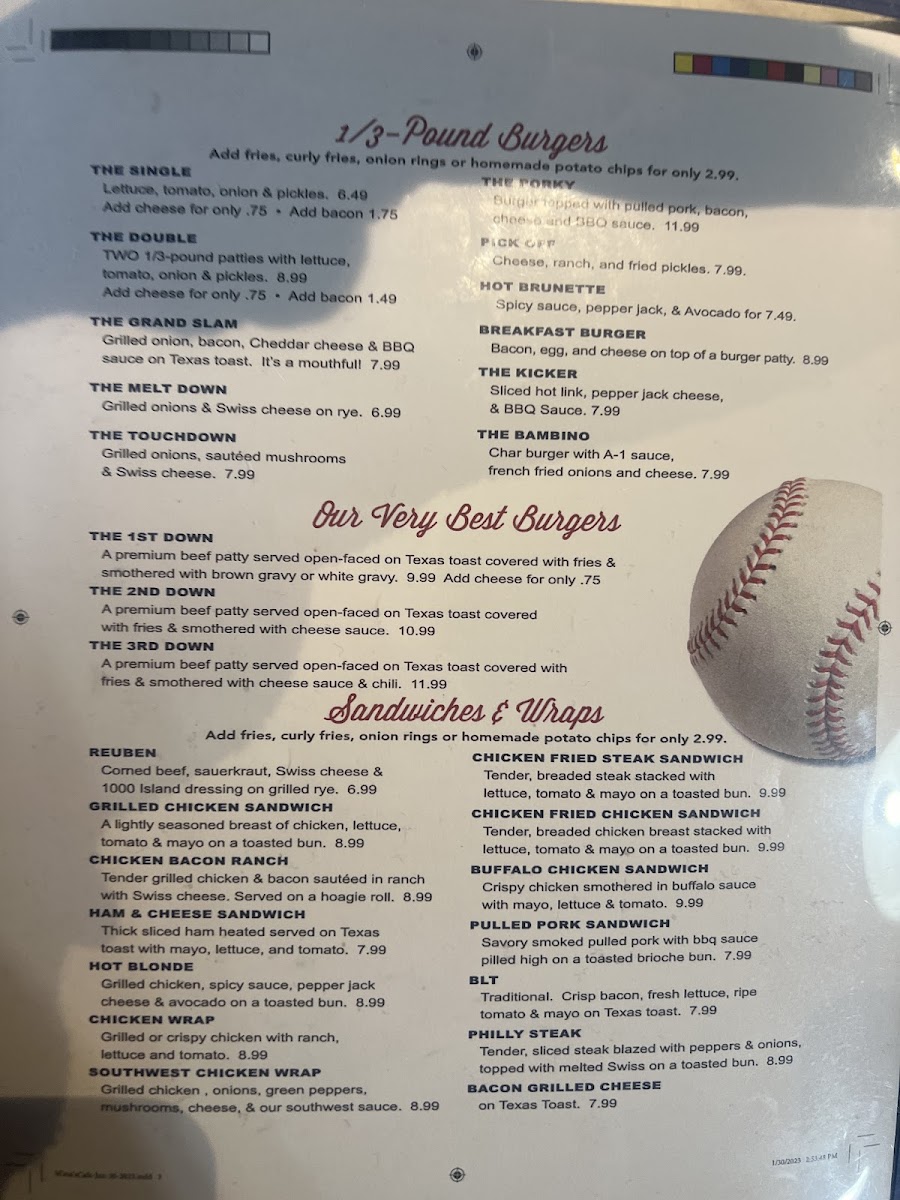 1/3-Pound Burgers
Add fries, curly fries, onion rings or homemade potato chips for only 2.99.
THE SINGLE
Lettuce, tomato, onion & pickles. 6.49
Add cheese for only .75 • Add bacon 1.75
THE DOUBLE
TWO 1/3-pound patties with lettuce,
tomato, onion & pickles. 8.99
Add cheese for only .75 • Add bacon 1.49
THE GRAND SLAM
Grilled onion, bacon, Cheddar cheese & BBQ
sauce on Texas toast. It's a mouthful! 7.99
THE MELT DOWN
Grilled onions & Swiss cheese on rye. 6.99
THE TOUCHDOWN
Grilled onions, sautéed mushrooms
& Swiss cheese. 7.99
THE PORKY
Burger topped with pulled pork, bacon,
cheese and BBQ sauce. 11.99
PICK OFF
Cheese, ranch, and fried pickles. 7.99.
HOT BRUNETTE
Spicy sauce, pepper jack, & Avocado for 7.49.
BREAKFAST BURGER
Bacon, egg, and cheese on top of a burger patty. 8.99
THE KICKER
Sliced hot link, pepper jack cheese,
& BBQ Sauce. 7.99
THE BAMBINO
Char burger with A-1 sauce,
french fried onions and cheese. 7.99
Our Very Best Burgers
THE 1ST DOWN
A premium beef patty served open-faced on Texas toast covered with fries &
smothered with brown gravy or white gravy. 9.99 Add cheese for only .75
THE 2ND DOWN
A premium beef patty served open-faced on Texas toast covered
with fries & smothered with cheese sauce. 10.99
THE 3RD DOWN
A premium beef patty served open-faced on Texas toast covered with
fries & smothered with cheese sauce & chili. 11.99
Sandwiches & Wraps
Add fries, curly fries, onion rings or homemade potato chips for only 2.99.
REUBEN
Corned beef, sauerkraut, Swiss cheese &
1000 Island dressing on grilled rye. 6.99
GRILLED CHICKEN SANDWICH
A lightly seasoned breast of chicken, lettuce,
tomato & mayo on a toasted bun. 8.99
CHICKEN BACON RANCH
Tender grilled chicken & bacon sautéed in ranch
with Swiss cheese. Served on a hoagie roll. 8.99
HAM & CHEESE SANDWICH
Thick sliced ham heated served on Texas
toast with mayo, lettuce, and tomato. 7.99
HOT BLONDE
Grilled chicken, spicy sauce, pepper jack
cheese & avocado on a toasted bun. 8.99
CHICKEN WRAP
Grilled or crispy chicken with ranch,
lettuce and tomato. 8.99
SOUTHWEST CHICKEN WRAP
Grilled chicken , onions, green peppers,
mushrooms, cheese, & our southwest sauce. 8.99
CHICKEN FRIED STEAK SANDWICH
Tender, breaded steak stacked with
lettuce, tomato & mayo on a toasted bun. 9.99
CHICKEN FRIED CHICKEN SANDWICH
Tender, breaded chicken breast stacked with
lettuce, tomato & mayo on a toasted bun. 9.99
BUFFALO CHICKEN SANDWICH
Crispy chicken smothered in buffalo sauce
with mayo, lettuce & tomato. 9.99
PULLED PORK SANDWICH
Savory smoked pulled pork with bbq sauce
pilled high on a toasted brioche bun. 7.99
BLT
Traditional. Crisp bacon, fresh lettuce, ripe
tomato & mayo on Texas toast. 7.99
PHILLY STEAK
Tender, sliced steak blazed with peppers & onions,
topped with melted Swiss on a toasted bun. 8.99
BACON GRILLED CHEESE
on Texas Toast. 7.99
1/30/2023 PM